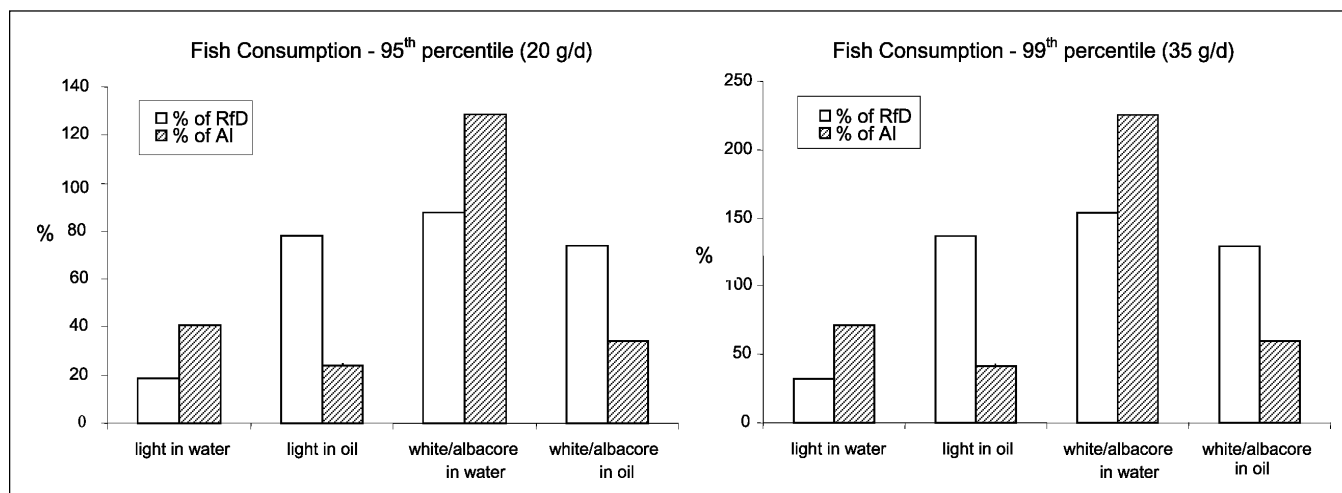 Fish Consumption - 95th percentile (20 g/d)
140
120
100
80
60
40
20
0
%
% of RfD
% of AI
light in water
light in oil
white/albacore
in water
white/albacore
in oil
Fish Consumption - 99th percentile (35 g/d)
250
200
150
100
50
0
%
% of RfD
% of AI
light in water
light in oil
white/albacore
in water
white/albacore
in oil